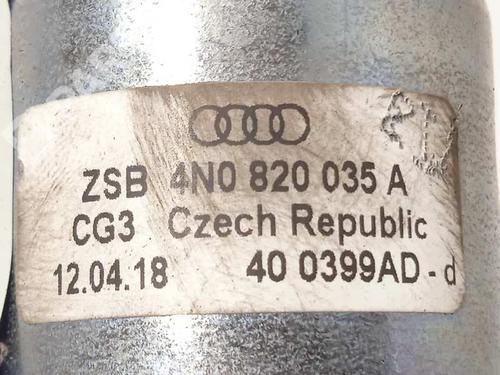 ZSB 4N0 820 035 A
CG3 Czech Republic
12.04.18 40 0399AD-d